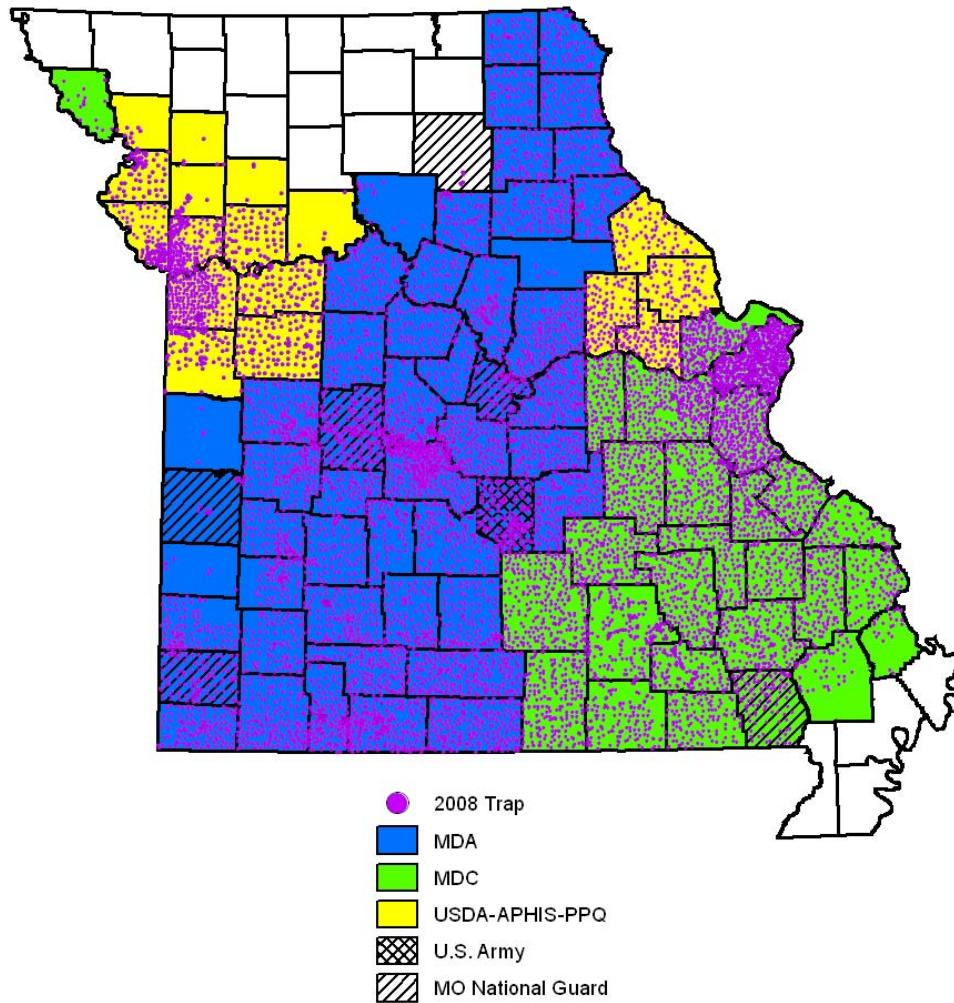 2008 Trap
MDA
MDC
USDA-APHIS-PPQ
U.S. Army
MO National Guard